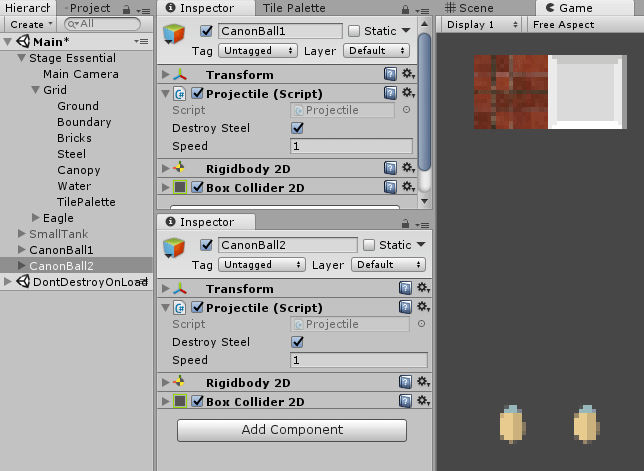 Hierarch
Project
Create
All
Main*
Stage Essential
Main Camera
Grid
Ground
Boundary
Bricks
Steel
Canopy
Water
TilePalette
Eagle
SmallTank
CanonBall1
CanonBall2
DontDestroyOnLoad
Inspector
Tile Palette
CanonBall1
Static
Tag
Untagged
Layer
Default
Transform
Projectile (Script)
Script
Projectile
Destroy Steel
Speed
1
Rigidbody 2D
Box Collider 2D
Inspector
CanonBall2
Static
Tag
Untagged
Layer
Default
Transform
Projectile (Script)
Script
Projectile
Destroy Steel
Speed
1
Rigidbody 2D
Box Collider 2D
Add Component
Scene
Game
Display 1
Free Aspect